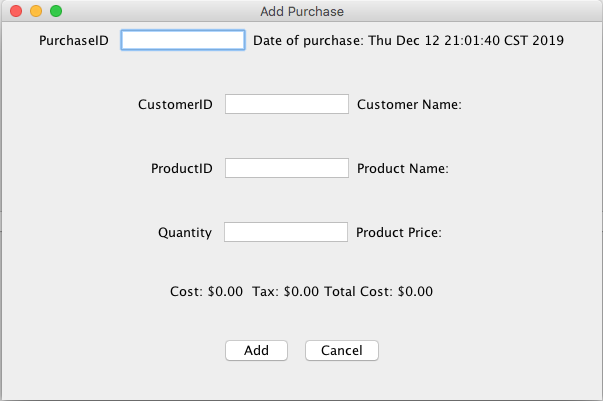 Add Purchase
PurchaseID Date of purchase: Thu Dec 12 21:01:40 CST 2019
CustomerID Customer Name:
ProductID Product Name:
Quantity Product Price:
Cost: $0.00 Tax: $0.00 Total Cost: $0.00
Add Cancel